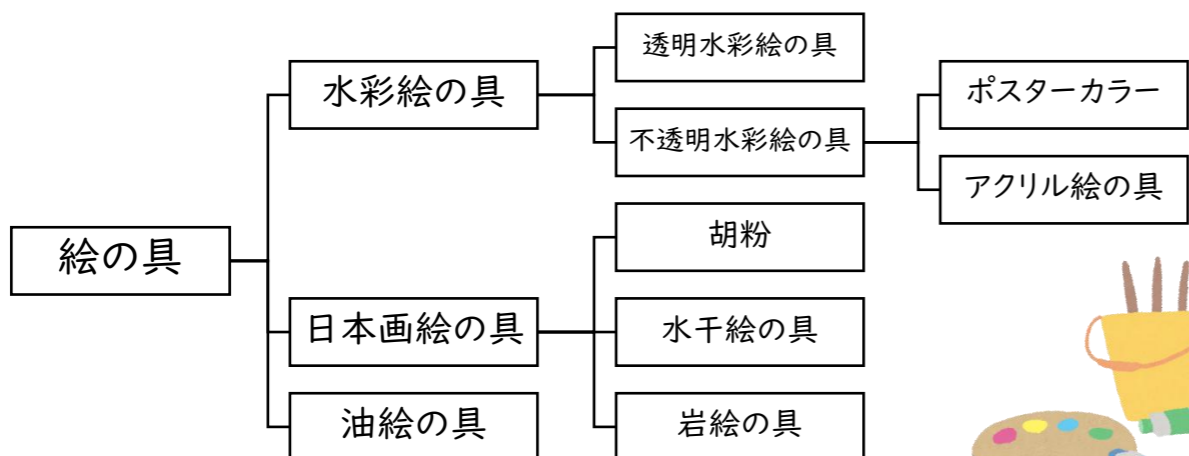 絵の具
水彩絵の具
透明水彩絵の具
不透明水彩絵の具
ポスターカラー
アクリル絵の具
日本画絵の具
胡粉
水干絵の具
岩絵の具
油絵の具